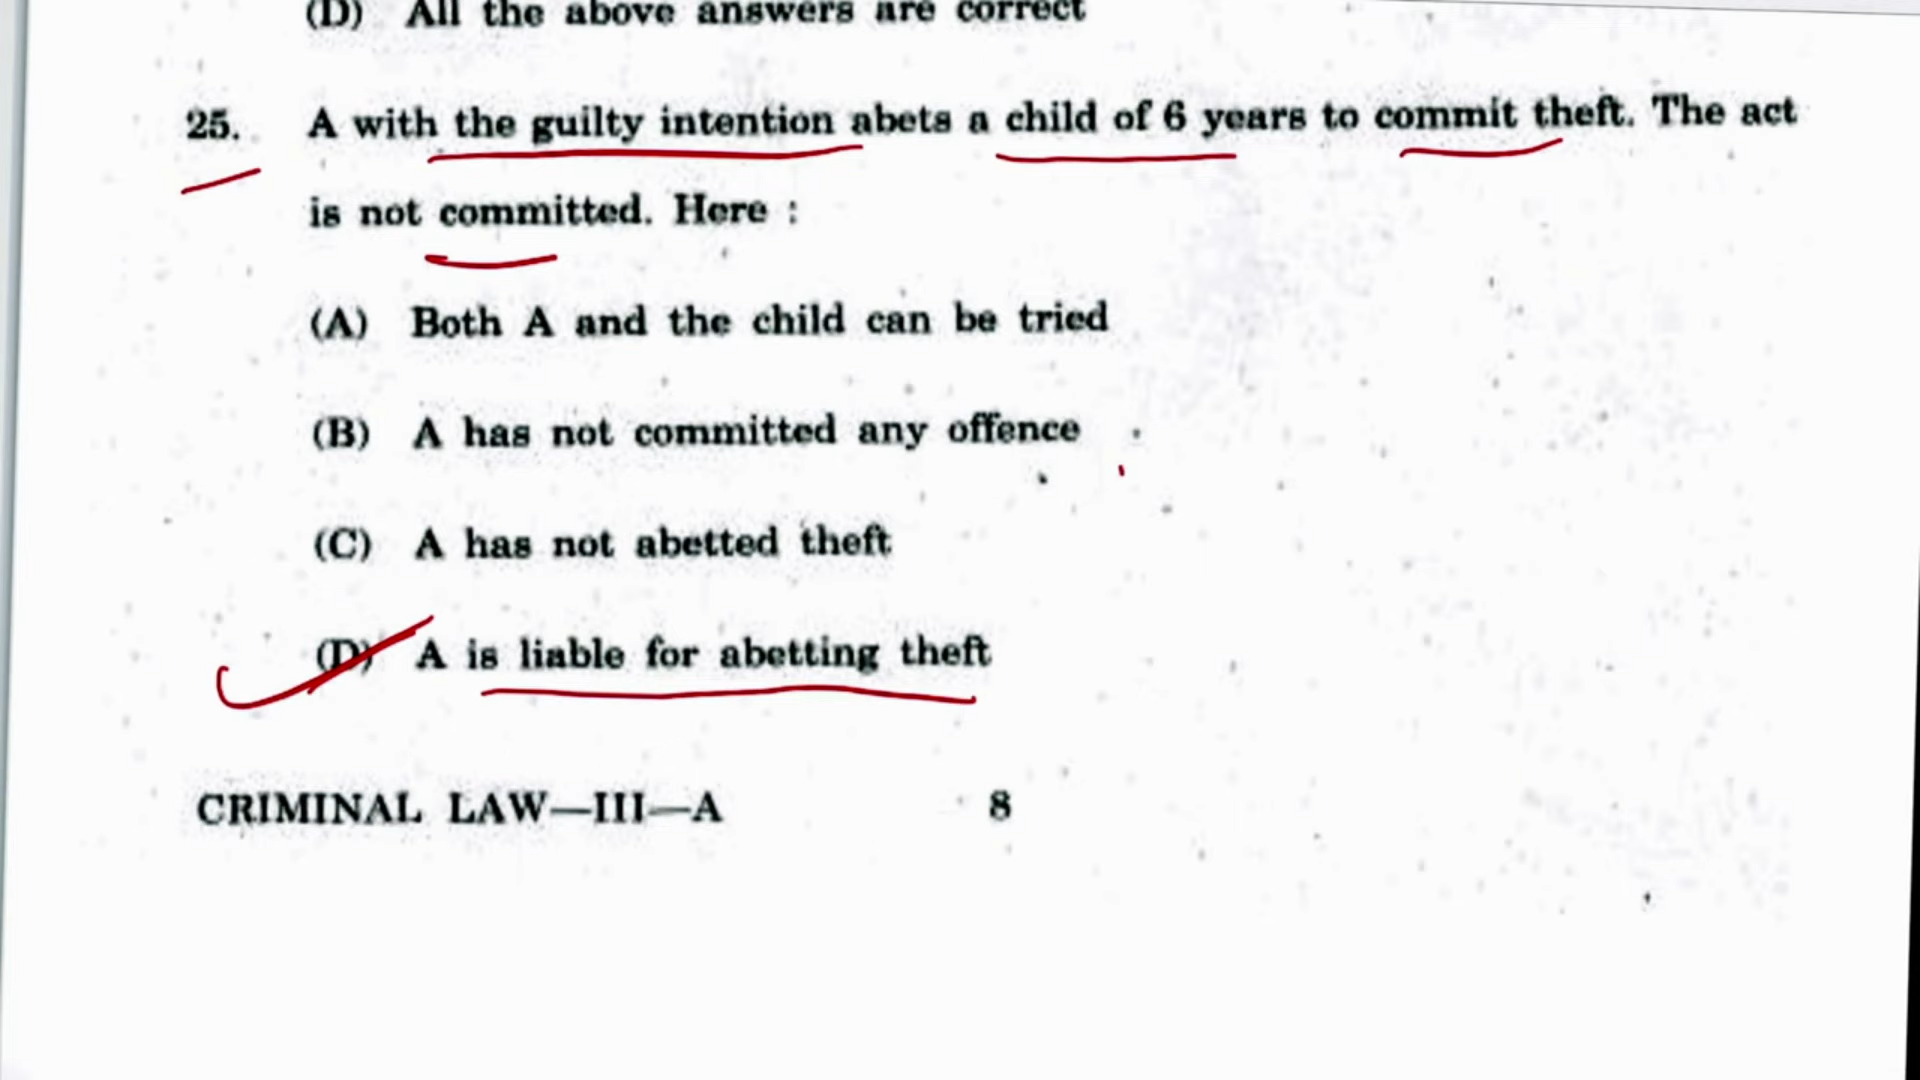 (D) All the above answers are correct
25. A with the guilty intention abets a child of 6 years to commit theft. The act
is not committed. Here :
(A) Both A and the child can be tried
(B) A has not committed any offence
(C) A has not abetted theft
(D) A is liable for abetting theft
CRIMINAL LAW—III—A 8